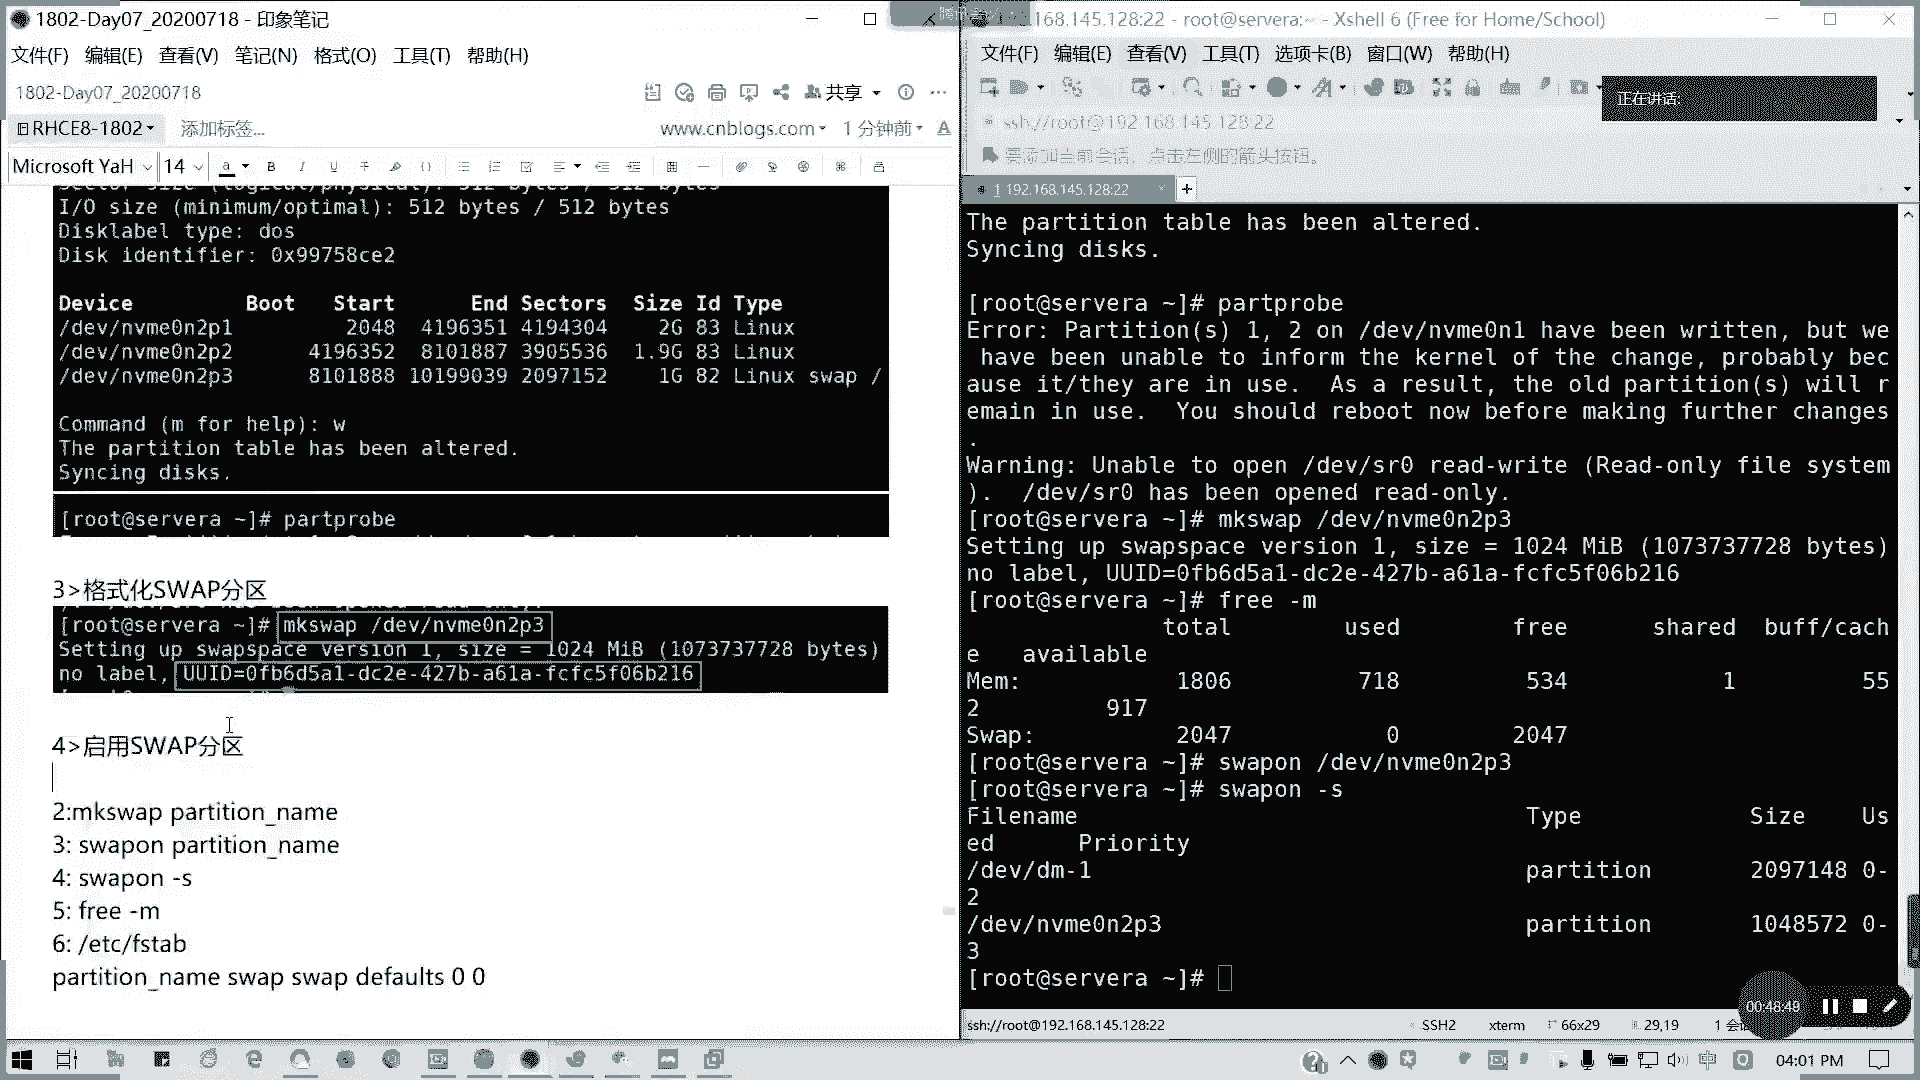 1802-Day07_20200718 - 印象笔记
文件(F) 编辑(E) 查看(V) 笔记(N) 格式(O) 工具(T) 帮助(H)
1802-Day07_20200718
共享
RHCE8-1802
添加标签...
www.cnblogs.com
1 分钟前
Microsoft YaH
14
I/O size (minimum/optimal): 512 bytes / 512 bytes
Disklabel type: dos
Disk identifier: 0x99758ce2
Device Boot Start End Sectors Size Id Type
/dev/nvme0n2p1 2048 4196351 4194304 2G 83 Linux
/dev/nvme0n2p2 4196352 8101887 3905536 1.9G 83 Linux
/dev/nvme0n2p3 8101888 10199039 2097152 1G 82 Linux swap /
Command (m for help): w
The partition table has been altered.
Syncing disks.
[root@servera ~]# partprobe
3>格式化SWAP分区
[root@servera ~]# mkswap /dev/nvme0n2p3
Setting up swapspace version 1, size = 1024 MiB (1073737728 bytes)
no label, UUID=0fb6d5a1-dc2e-427b-a61a-fcfc5f06b216
4>启用SWAP分区
2:mkswap partition_name
3: swapon partition_name
4: swapon -s
5: free -m
6: /etc/fstab
partition_name swap swap defaults 0 0
192.168.145.128:22 - root@servera:~ - Xshell 6 (Free for Home/School)
文件(F) 编辑(E) 查看(V) 工具(T) 选项卡(B) 窗口(W) 帮助(H)
正在讲话:
ssh://root@192.168.145.128:22
要添加当前会话，点击左侧的箭头按钮。
1 192.168.145.128:22
The partition table has been altered.
Syncing disks.
[root@servera ~]# partprobe
Error: Partition(s) 1, 2 on /dev/nvme0n1 have been written, but we
have been unable to inform the kernel of the change, probably bec
ause it/they are in use.  As a result, the old partition(s) will r
emain in use.  You should reboot now before making further changes
.
Warning: Unable to open /dev/sr0 read-write (Read-only file system
).  /dev/sr0 has been opened read-only.
[root@servera ~]# mkswap /dev/nvme0n2p3
Setting up swapspace version 1, size = 1024 MiB (1073737728 bytes)
no label, UUID=0fb6d5a1-dc2e-427b-a61a-fcfc5f06b216
[root@servera ~]# free -m
total used free shared buff/cach
e available
Mem: 1806 718 534 1 55
2 917
Swap: 2047 0 2047
[root@servera ~]# swapon /dev/nvme0n2p3
[root@servera ~]# swapon -s
Filename Type Size Us
ed Priority
/dev/dm-1 partition 2097148 0-
2
/dev/nvme0n2p3 partition 1048572 0-
3
[root@servera ~]#
00:48:49
ssh://root@192.168.145.128:22
SSH2
xterm
66x29
29,19
04:01 PM